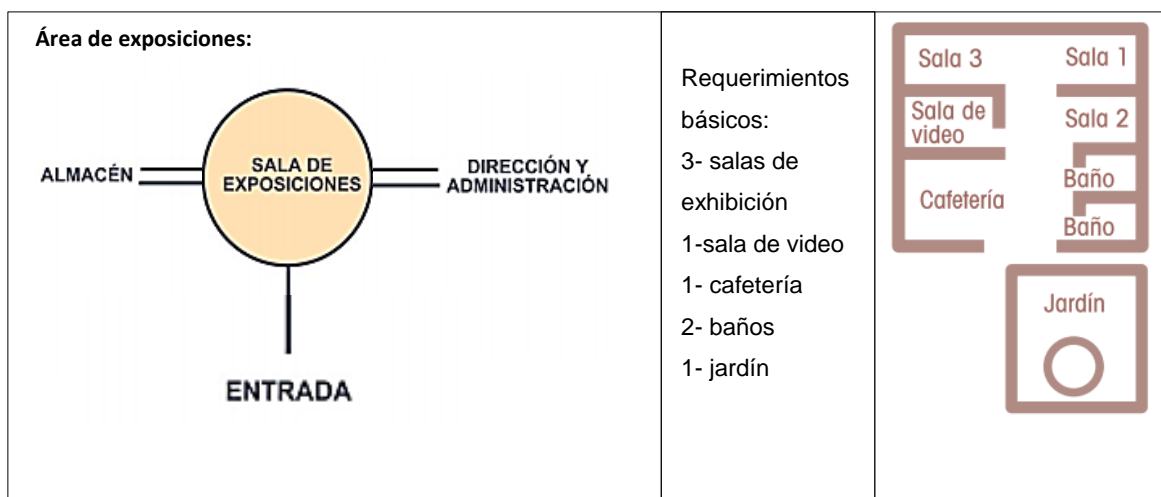 Área de exposiciones:
ALMACÉN
SALA DE
EXPOSICIONES
DIRECCIÓN Y
ADMINISTRACIÓN
ENTRADA
Requerimientos
básicos:
3- salas de
exhibición
1-sala de video
1- cafetería
2- baños
1- jardín
Sala 3
Sala 1
Sala de
video
Sala 2
Cafetería
Baño
Baño
Jardín